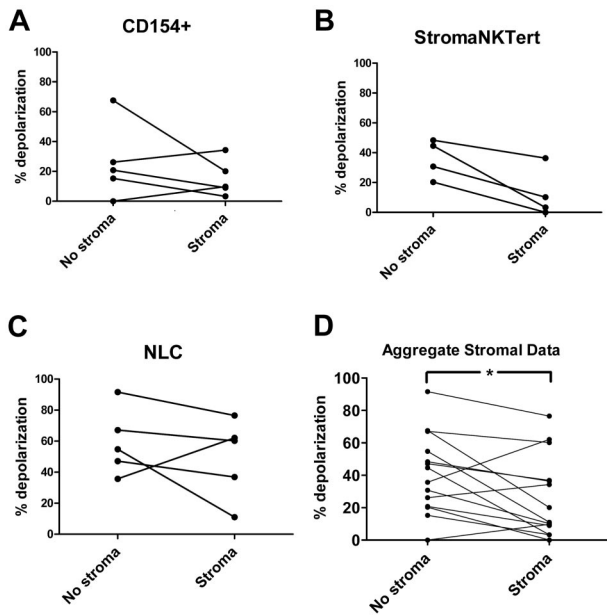 A
CD154+
% depolarization
100
80
60
40
20
0
No stroma
Stroma
B
StromaNKTert
% depolarization
100
80
60
40
20
0
No stroma
Stroma
C
NLC
% depolarization
100
80
60
40
20
0
No stroma
Stroma
D
Aggregate Stromal Data
*
% depolarization
100
80
60
40
20
0
No stroma
Stroma